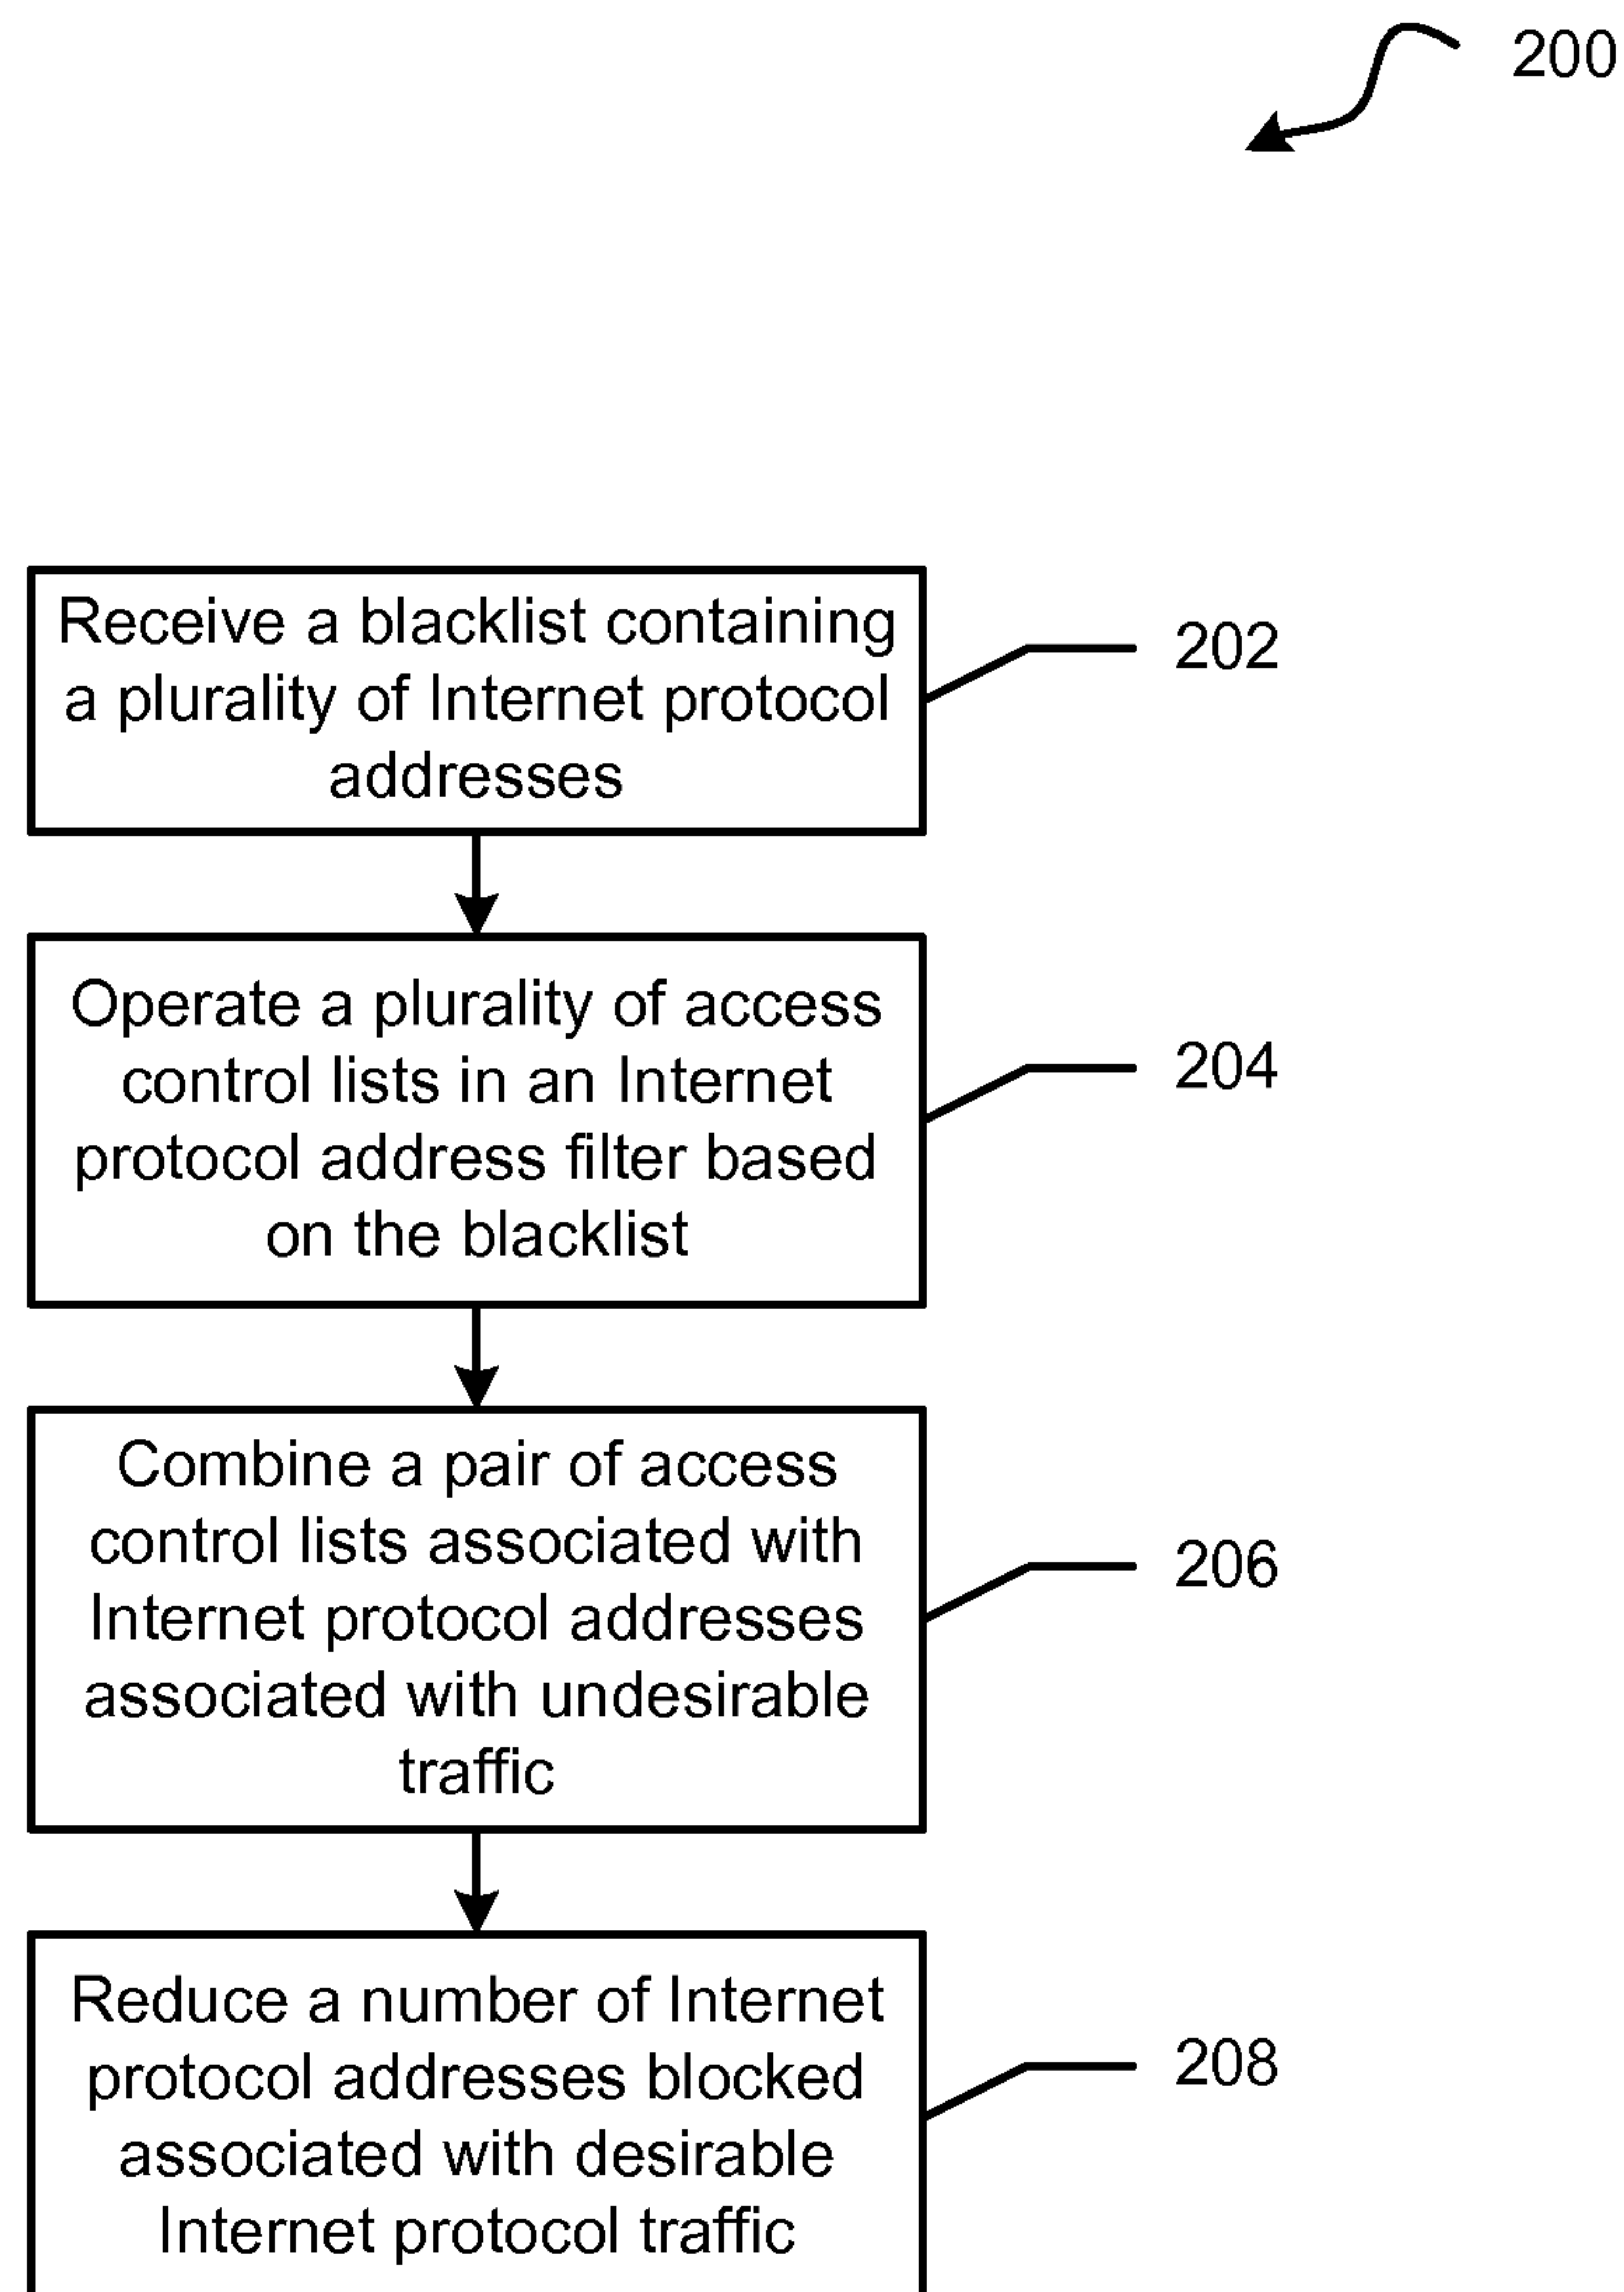 200
Receive a blacklist containing
a plurality of Internet protocol
addresses
202
Operate a plurality of access
control lists in an Internet
protocol address filter based
on the blacklist
204
Combine a pair of access
control lists associated with
Internet protocol addresses
associated with undesirable
traffic
206
Reduce a number of Internet
protocol addresses blocked
associated with desirable
Internet protocol traffic
208